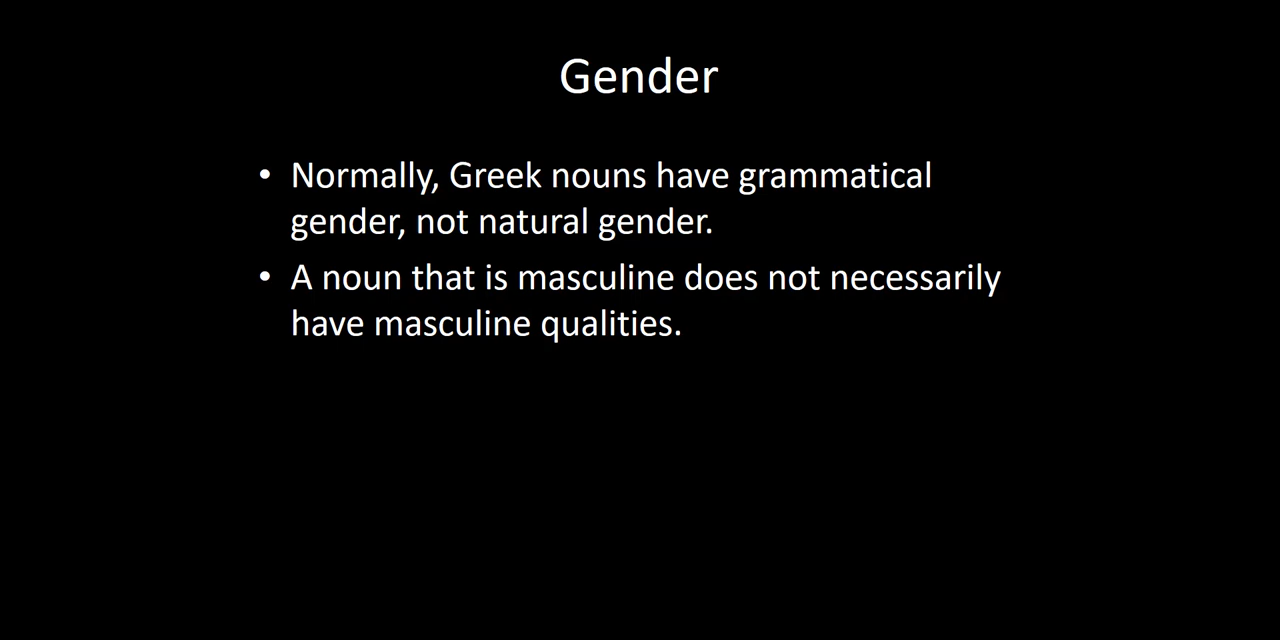 Gender
• Normally, Greek nouns have grammatical
gender, not natural gender.
• A noun that is masculine does not necessarily
have masculine qualities.